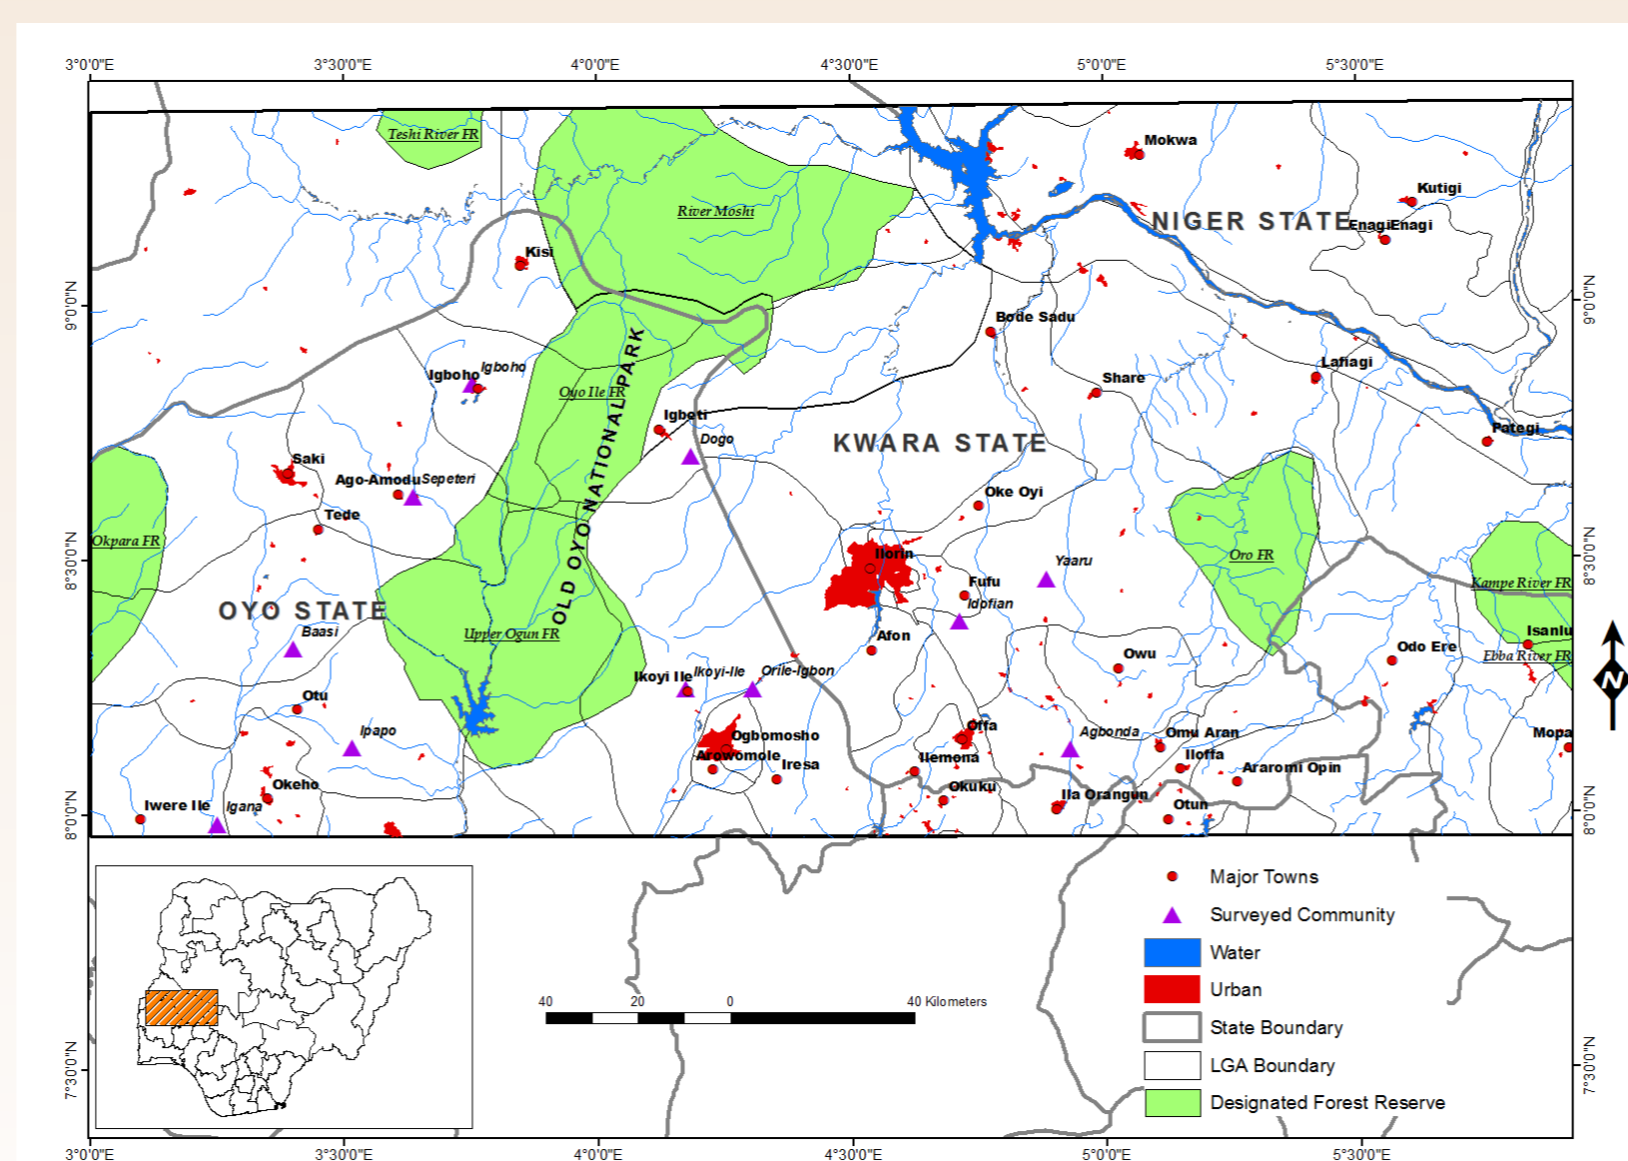 3°0'0"E 3°30'0"E 4°0'0"E 4°30'0"E 5°0'0"E 5°30'0"E
Teshi River FR
Mokwa
Kutigi
River Moshi
NIGER STATE
EnagiEnagi
Kisi
9°0'0"N
9°0'0"N
Bode Sadu
Lafiagi
Igboho
Igboho
Share
Oyo Ile FR
OLD OYO NATIONAL PARK
Igbeti
Dogo
KWARA STATE
Pategi
Saki
Ago-Amodu
Sepeteri
Oke Oyi
Tede
Okpara FR
8°30'0"N
8°30'0"N
Ilorin
Oro FR
Yaaru
Fufu
Kampe River FR
OYO STATE
Idofian
Baasi
Upper Ogun FR
Afon
Isanlu
Odo Ere
Owu
Ebba River FR
Ikoyi Ile
Ikoyi-Ile
Orile-Igbon
N
Otu
Ipapo
Ogbomosho
Offa
Agbonda
Omu Aran
Mopa
Arowomole
Iresa
Ilemona
Iloffa
Araromi Opin
Okeho
Okuku
Ila Orangun
Otun
Iwere Ile
Igana
8°0'0"N
8°0'0"N
Major Towns
Surveyed Community
Water
40 20 0 40 Kilometers
Urban
State Boundary
LGA Boundary
Designated Forest Reserve
7°30'0"N
7°30'0"N
3°0'0"E 3°30'0"E 4°0'0"E 4°30'0"E 5°0'0"E 5°30'0"E